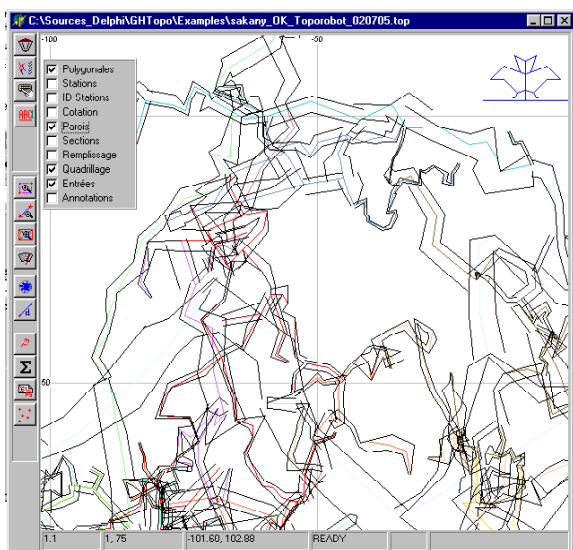 C:\Sources_Delphi\GHTopo\Examples\sakany_OK_Toporobot_020705.top
-100
-50
Polygonales
Stations
ID Stations
Cotation
Parois
Sections
Remplissage
Quadrillage
Entrées
Annotations
ABC
50
1.1
1, 75
-101.60, 102.88
READY